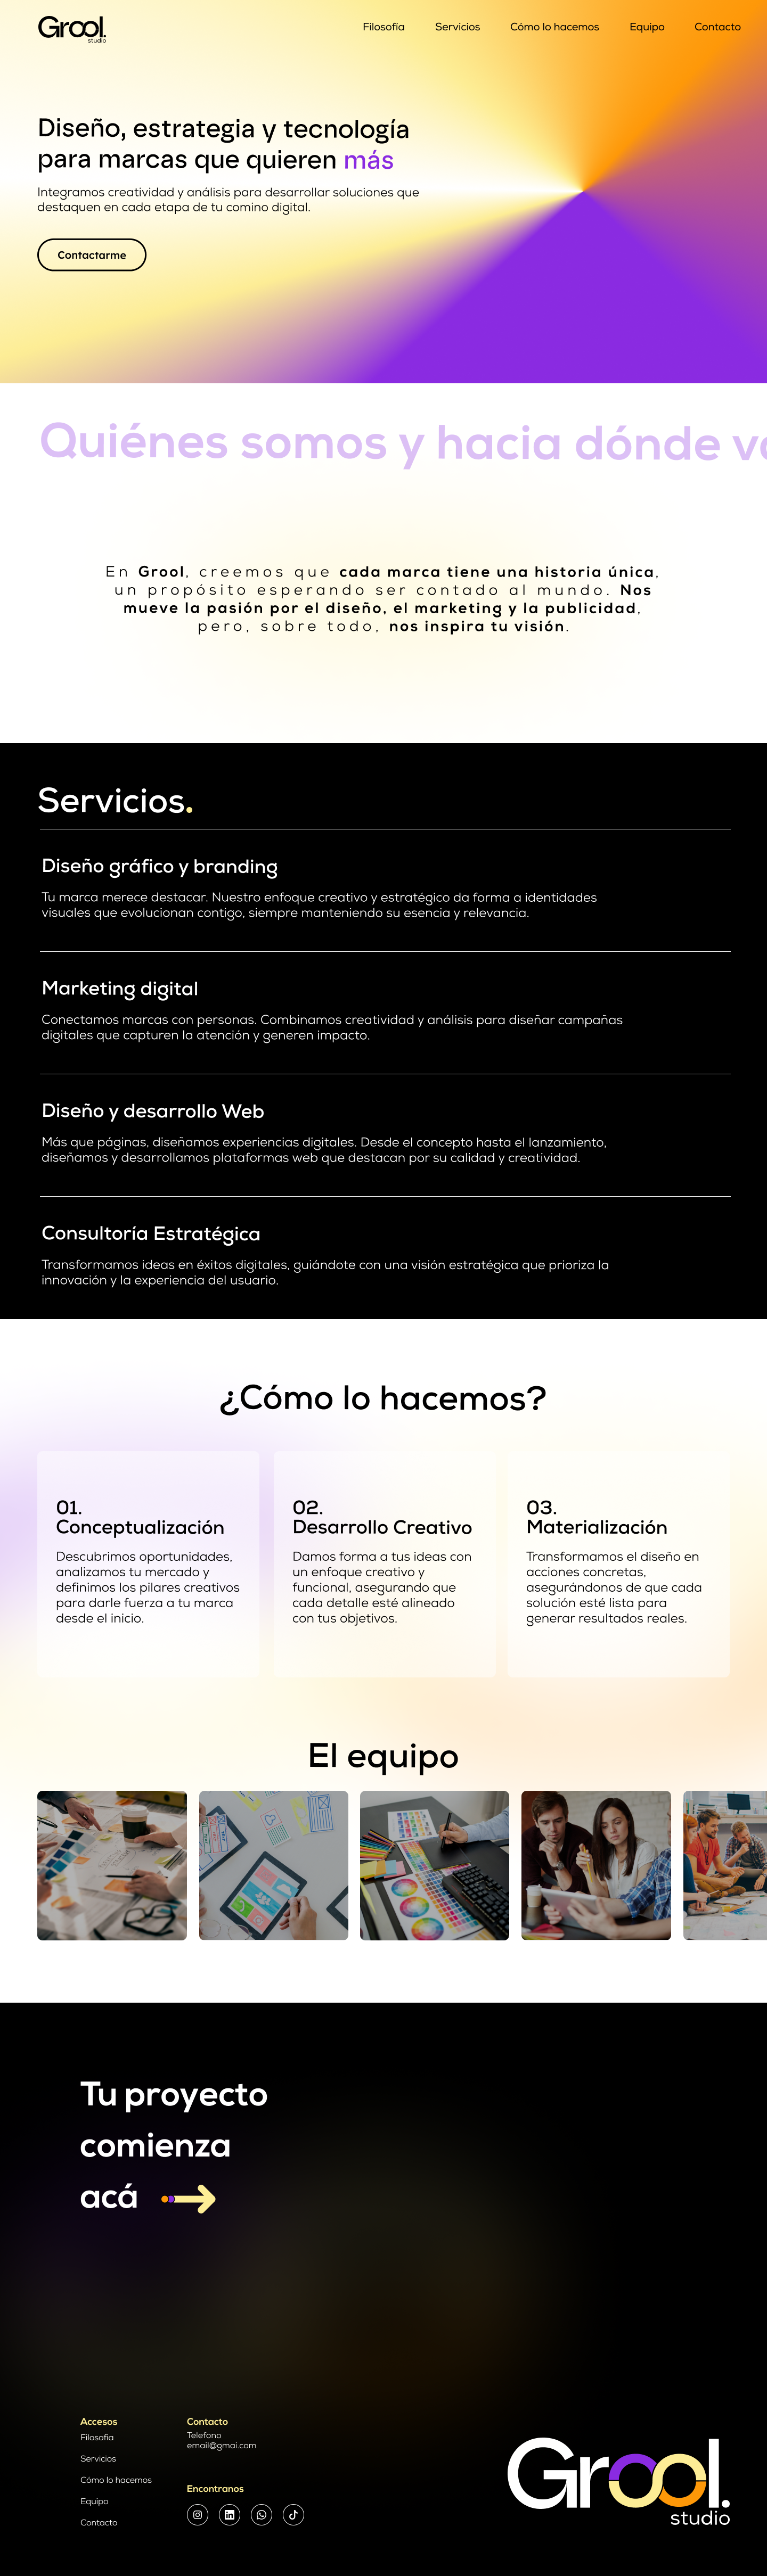 Grool.
studio
Filosofía
Servicios
Cómo lo hacemos
Equipo
Contacto
Diseño, estrategia y tecnología
para marcas que quieren más
Integramos creatividad y análisis para desarrollar soluciones que
destaquen en cada etapa de tu comino digital.
Contactarme
Quiénes somos y hacia dónde
En Grool, creemos que cada marca tiene una historia única,
un propósito esperando ser contado al mundo. Nos
mueve la pasión por el diseño, el marketing y la publicidad,
pero, sobre todo, nos inspira tu visión.
Servicios.
Diseño gráfico y branding
Tu marca merece destacar. Nuestro enfoque creativo y estratégico da forma a identidades
visuales que evolucionan contigo, siempre manteniendo su esencia y relevancia.
Marketing digital
Conectamos marcas con personas. Combinamos creatividad y análisis para diseñar campañas
digitales que capturen la atención y generen impacto.
Diseño y desarrollo Web
Más que páginas, diseñamos experiencias digitales. Desde el concepto hasta el lanzamiento,
diseñamos y desarrollamos plataformas web que destacan por su calidad y creatividad.
Consultoría Estratégica
Transformamos ideas en éxitos digitales, guiándote con una visión estratégica que prioriza la
innovación y la experiencia del usuario.
¿Cómo lo hacemos?
01.
Conceptualización
Descubrimos oportunidades,
analizamos tu mercado y
definimos los pilares creativos
para darle fuerza a tu marca
desde el inicio.
02.
Desarrollo Creativo
Damos forma a tus ideas con
un enfoque creativo y
funcional, asegurando que
cada detalle esté alineado
con tus objetivos.
03.
Materialización
Transformamos el diseño en
acciones concretas,
asegurándonos de que cada
solución esté lista para
generar resultados reales.
El equipo
Tu proyecto
comienza
acá
Accesos
Filosofia
Servicios
Cómo lo hacemos
Equipo
Contacto
Contacto
Telefono
email@gmai.com
Encontranos
Grool.
studio